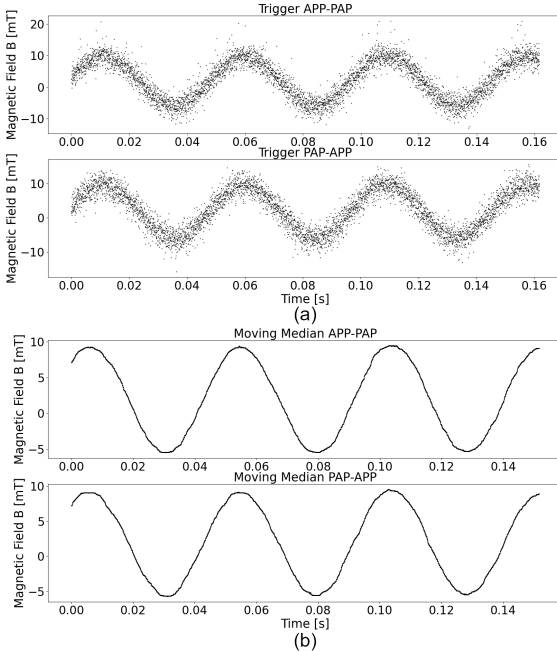 Trigger APP-PAP
Magnetic Field B [mT]
20
10
0
−10
0.00 0.02 0.04 0.06 0.08 0.10 0.12 0.14 0.16
Trigger PAP-APP
Magnetic Field B [mT]
10
0
−10
0.00 0.02 0.04 0.06 0.08 0.10 0.12 0.14 0.16
Time [s]
(a)
Moving Median APP-PAP
Magnetic Field B [mT]
10
5
0
−5
0.00 0.02 0.04 0.06 0.08 0.10 0.12 0.14
Moving Median PAP-APP
Magnetic Field B [mT]
10
5
0
−5
0.00 0.02 0.04 0.06 0.08 0.10 0.12 0.14
Time [s]
(b)